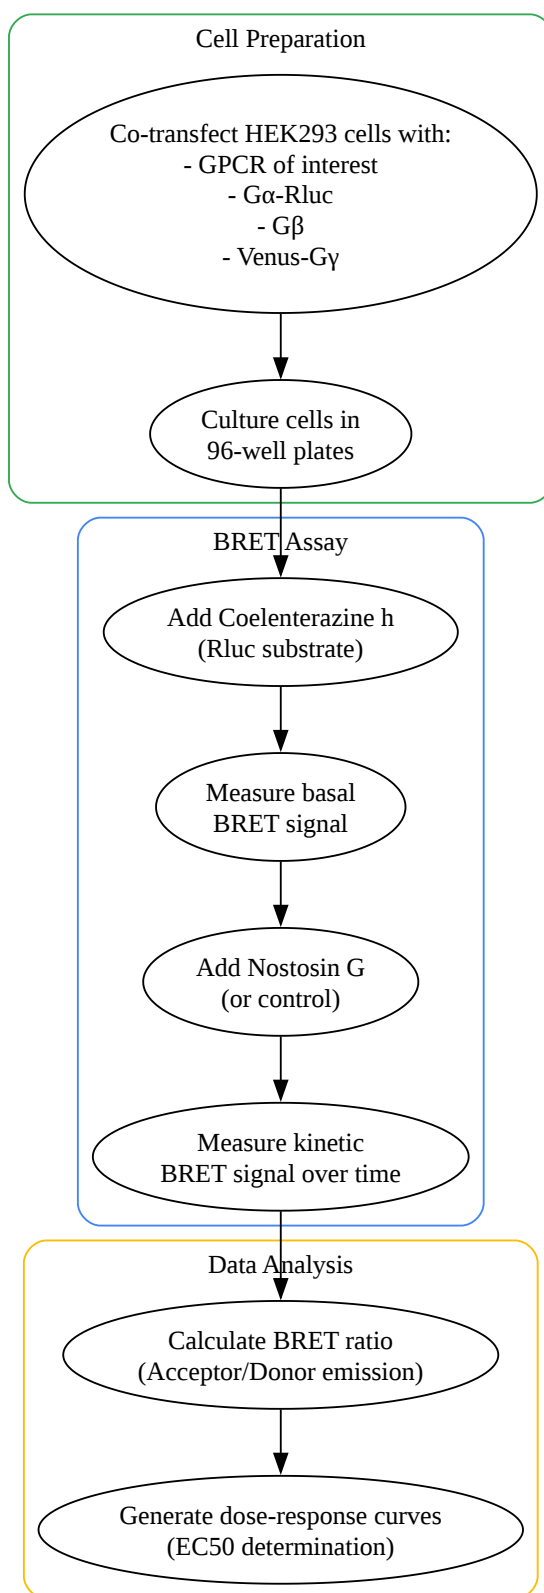 Cell Preparation
Co-transfect HEK293 cells with:
- GPCR of interest
- Gα-Rluc
- Gβ
- Venus-Gγ
Culture cells in
96-well plates
BRET Assay
Add Coelenterazine h
(Rluc substrate)
Measure basal
BRET signal
Add Nostosin G
(or control)
Measure kinetic
BRET signal over time
Data Analysis
Calculate BRET ratio
(Acceptor/Donor emission)
Generate dose-response curves
(EC50 determination)